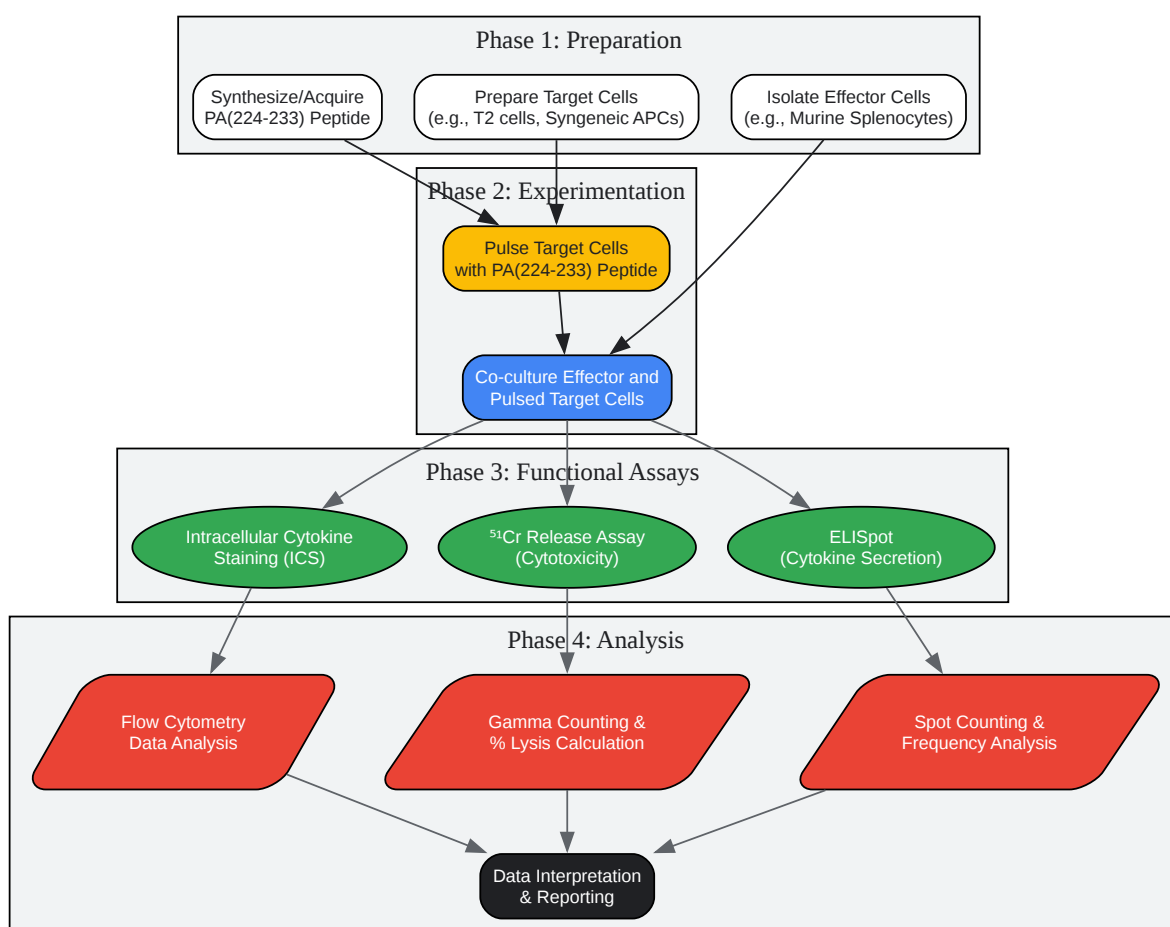 Phase 1: Preparation
Synthesize/Acquire
PA(224-233) Peptide
Prepare Target Cells
(e.g., T2 cells, Syngeneic APCs)
Isolate Effector Cells
(e.g., Murine Splenocytes)
Phase 2: Experimentation
Pulse Target Cells
with PA(224-233) Peptide
Co-culture Effector and
Pulsed Target Cells
Phase 3: Functional Assays
Intracellular Cytokine
Staining (ICS)
⁵¹Cr Release Assay
(Cytotoxicity)
ELISpot
(Cytokine Secretion)
Phase 4: Analysis
Flow Cytometry
Data Analysis
Gamma Counting &
% Lysis Calculation
Spot Counting &
Frequency Analysis
Data Interpretation
& Reporting